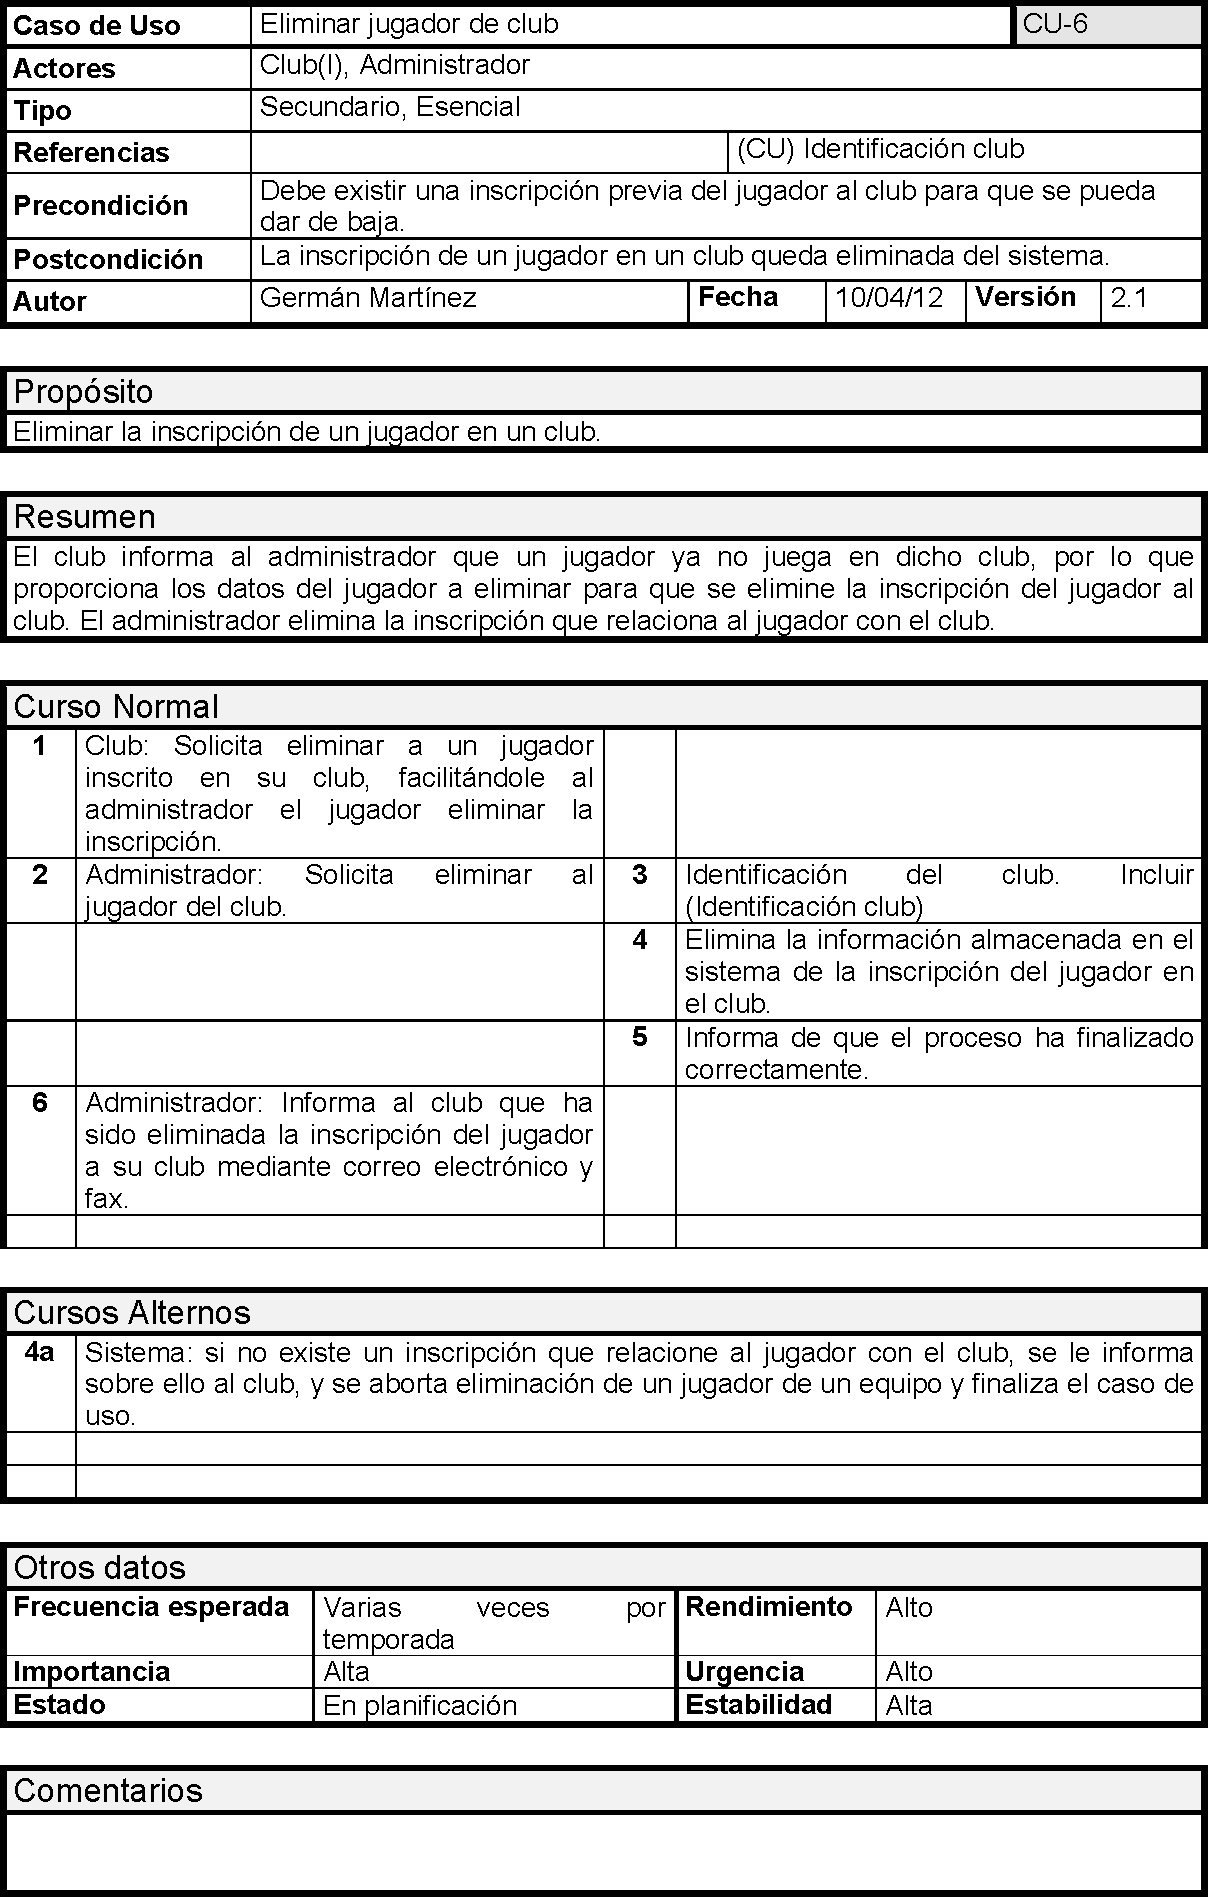 Caso de Uso Eliminar jugador de club CU-6
Actores Club(I), Administrador
Tipo Secundario, Esencial
Referencias (CU) Identificación club
Precondición Debe existir una inscripción previa del jugador al club para que se pueda
dar de baja.
Postcondición La inscripción de un jugador en un club queda eliminada del sistema.
Autor Germán Martínez Fecha 10/04/12 Versión 2.1
Propósito
Eliminar la inscripción de un jugador en un club.
Resumen
El club informa al administrador que un jugador ya no juega en dicho club, por lo que
proporciona los datos del jugador a eliminar para que se elimine la inscripción del jugador al
club. El administrador elimina la inscripción que relaciona al jugador con el club.
Curso Normal
1 Club: Solicita eliminar a un jugador
inscrito en su club, facilitándole al
administrador el jugador eliminar la
inscripción.
2 Administrador: Solicita eliminar al
jugador del club.
3 Identificación del club. Incluir
(Identificación club)
4 Elimina la información almacenada en el
sistema de la inscripción del jugador en
el club.
5 Informa de que el proceso ha finalizado
correctamente.
6 Administrador: Informa al club que ha
sido eliminada la inscripción del jugador
a su club mediante correo electrónico y
fax.
Cursos Alternos
4a Sistema: si no existe un inscripción que relacione al jugador con el club, se le informa
sobre ello al club, y se aborta eliminación de un jugador de un equipo y finaliza el caso de
uso.
Otros datos
Frecuencia esperada Varias veces por
temporada
Rendimiento Alto
Importancia Alta Urgencia Alto
Estado En planificación Estabilidad Alta
Comentarios